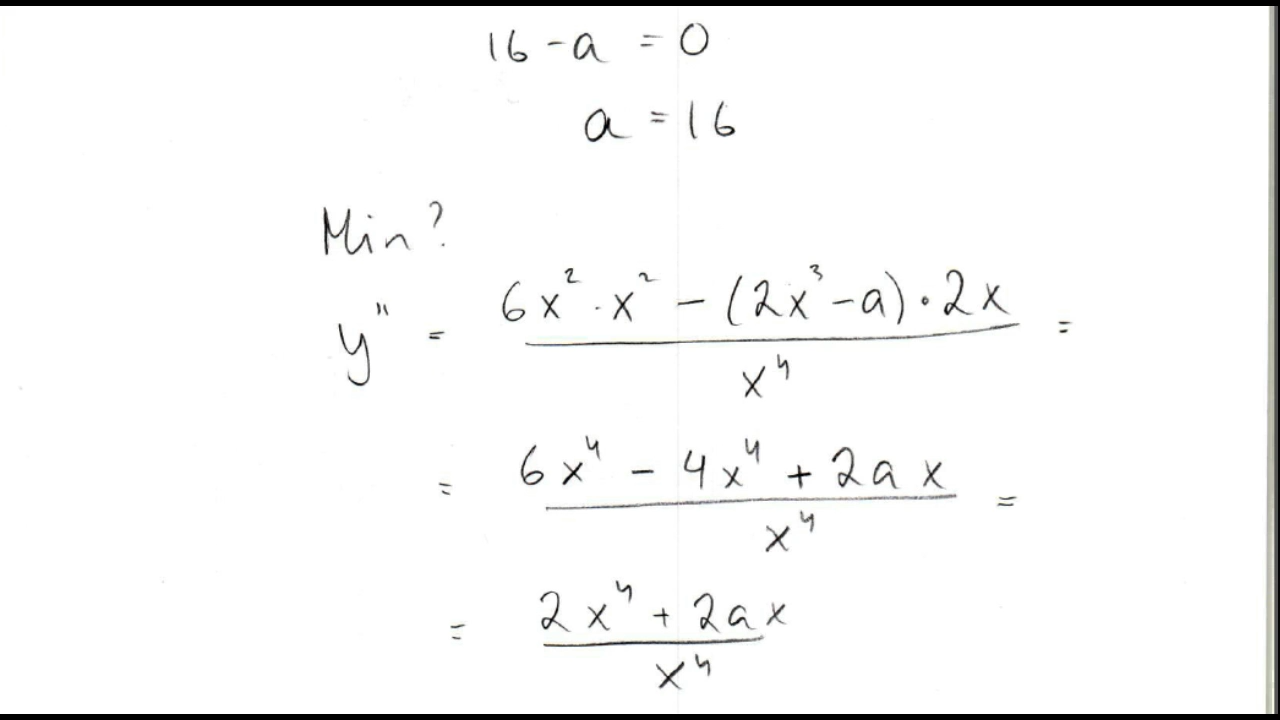 16 - a = 0
a = 16
Min?
y'' = (6x² · x² - (2x³ - a) · 2x) / x⁴ =
= (6x⁴ - 4x⁴ + 2ax) / x⁴ =
= (2x⁴ + 2ax) / x⁴